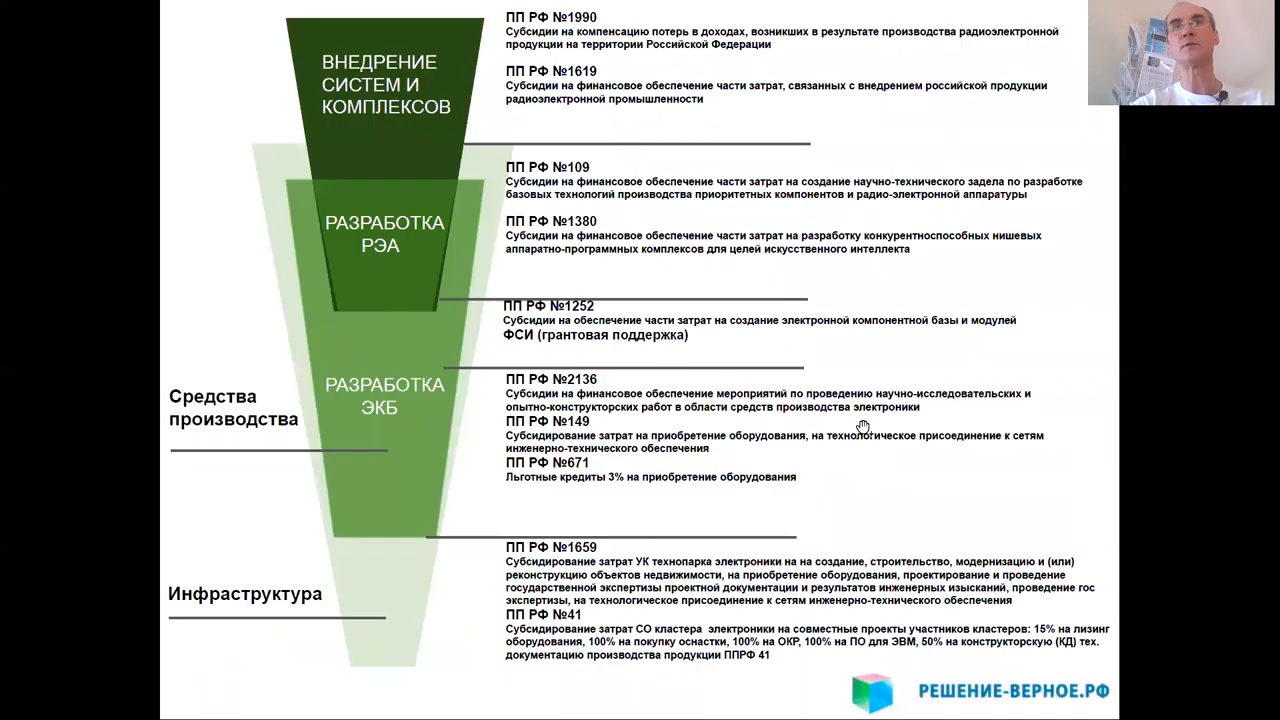 ВНЕДРЕНИЕ
СИСТЕМ И
КОМПЛЕКСОВ
ПП РФ №1990
Субсидии на компенсацию потерь в доходах, возникших в результате производства радиоэлектронной
продукции на территории Российской Федерации
ПП РФ №1619
Субсидии на финансовое обеспечение части затрат, связанных с внедрением российской продукции
радиоэлектронной промышленности
РАЗРАБОТКА
РЭА
ПП РФ №109
Субсидии на финансовое обеспечение части затрат на создание научно-технического задела по разработке
базовых технологий производства приоритетных компонентов и радио-электронной аппаратуры
ПП РФ №1380
Субсидии на финансовое обеспечение части затрат на разработку конкурентноспособных нишевых
аппаратно-программных комплексов для целей искусственного интеллекта
ПП РФ №1252
Субсидии на обеспечение части затрат на создание электронной компонентной базы и модулей
ФСИ (грантовая поддержка)
РАЗРАБОТКА
ЭКБ
Средства
производства
ПП РФ №2136
Субсидии на финансовое обеспечение мероприятий по проведению научно-исследовательских и
опытно-конструкторских работ в области средств производства электроники
ПП РФ №149
Субсидирование затрат на приобретение оборудования, на технологическое присоединение к сетям
инженерно-технического обеспечения
ПП РФ №671
Льготные кредиты 3% на приобретение оборудования
Инфраструктура
ПП РФ №1659
Субсидирование затрат УК технопарка электроники на на создание, строительство, модернизацию и (или)
реконструкцию объектов недвижимости, на приобретение оборудования, проектирование и проведение
государственной экспертизы проектной документации и результатов инженерных изысканий, проведение гос
экспертизы, на технологическое присоединение к сетям инженерно-технического обеспечения
ПП РФ №41
Субсидирование затрат СО кластера электроники на совместные проекты участников кластеров: 15% на лизинг
оборудования, 100% на покупку оснастки, 100% на ОКР, 100% на ПО для ЭВМ, 50% на конструкторскую (КД) тех.
документацию производства продукции ППРФ 41
РЕШЕНИЕ-ВЕРНОЕ.РФ